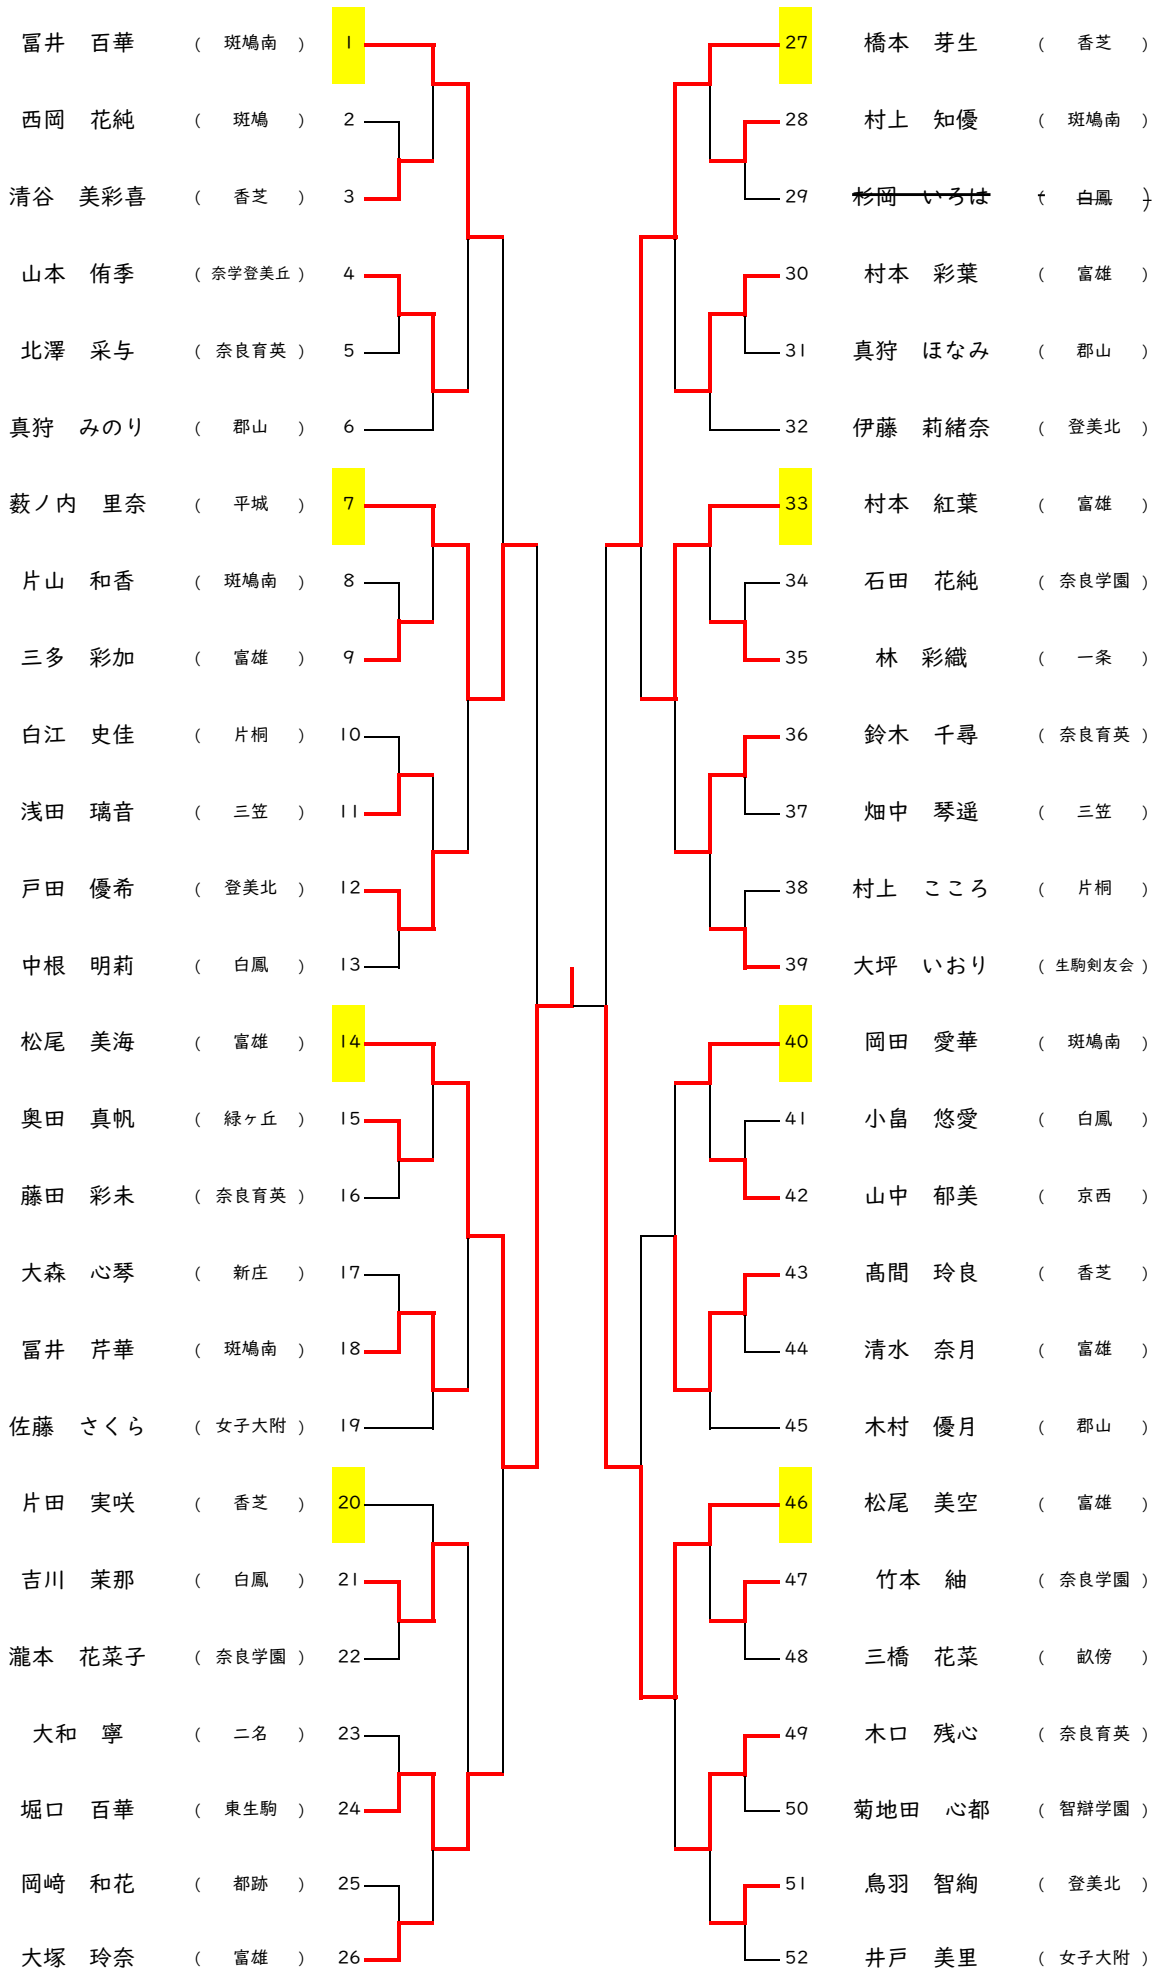 冨井　百華 ( 斑鳩南 ) 1
西岡　花純 ( 斑鳩 ) 2
清谷　美彩喜 ( 香芝 ) 3
山本　侑季 ( 奈学登美丘 ) 4
北澤　采与 ( 奈良育英 ) 5
真狩　みのり ( 郡山 ) 6
薮ノ内　里奈 ( 平城 ) 7
片山　和香 ( 斑鳩南 ) 8
三多　彩加 ( 富雄 ) 9
白江　史佳 ( 片桐 ) 10
浅田　璃音 ( 三笠 ) 11
戸田　優希 ( 登美北 ) 12
中根　明莉 ( 白鳳 ) 13
松尾　美海 ( 富雄 ) 14
奥田　真帆 ( 緑ヶ丘 ) 15
藤田　彩未 ( 奈良育英 ) 16
大森　心琴 ( 新庄 ) 17
冨井　芹華 ( 斑鳩南 ) 18
佐藤　さくら ( 女子大附 ) 19
片田　実咲 ( 香芝 ) 20
吉川　茉那 ( 白鳳 ) 21
瀧本　花菜子 ( 奈良学園 ) 22
大和　寧 ( 二名 ) 23
堀口　百華 ( 東生駒 ) 24
岡﨑　和花 ( 都跡 ) 25
大塚　玲奈 ( 富雄 ) 26
27 橋本　芽生 ( 香芝 )
28 村上　知優 ( 斑鳩南 )
29 杉岡　いろは ( 白鳳 )
30 村本　彩葉 ( 富雄 )
31 真狩　ほなみ ( 郡山 )
32 伊藤　莉緒奈 ( 登美北 )
33 村本　紅葉 ( 富雄 )
34 石田　花純 ( 奈良学園 )
35 林　彩織 ( 一条 )
36 鈴木　千尋 ( 奈良育英 )
37 畑中　琴遥 ( 三笠 )
38 村上　こころ ( 片桐 )
39 大坪　いおり ( 生駒剣友会 )
40 岡田　愛華 ( 斑鳩南 )
41 小畠　悠愛 ( 白鳳 )
42 山中　郁美 ( 京西 )
43 髙間　玲良 ( 香芝 )
44 清水　奈月 ( 富雄 )
45 木村　優月 ( 郡山 )
46 松尾　美空 ( 富雄 )
47 竹本　紬 ( 奈良学園 )
48 三橋　花菜 ( 畝傍 )
49 木口　残心 ( 奈良育英 )
50 菊地田　心都 ( 智辯学園 )
51 鳥羽　智絢 ( 登美北 )
52 井戸　美里 ( 女子大附 )